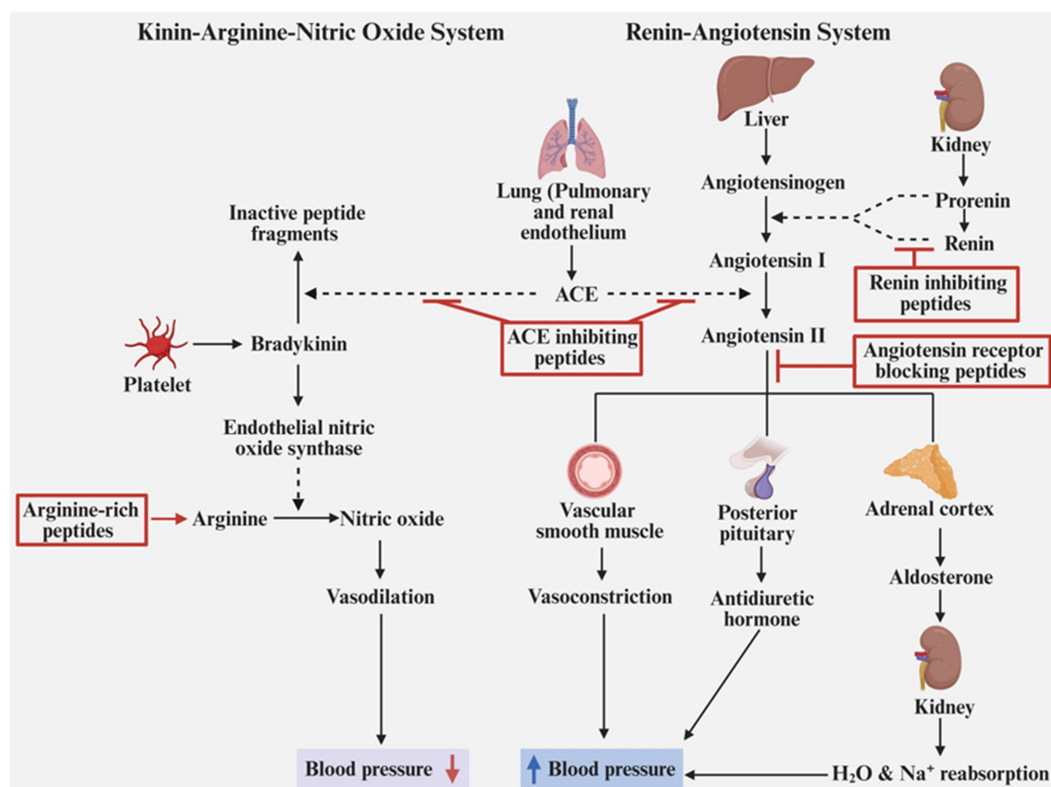 Kinin-Arginine-Nitric Oxide System
Renin-Angiotensin System
Liver
Kidney
Lung (Pulmonary
and renal
endothelium
Angiotensinogen
Prorenin
Inactive peptide
fragments
Renin
Angiotensin I
Renin inhibiting
peptides
ACE
ACE inhibiting
peptides
Angiotensin II
Angiotensin receptor
blocking peptides
Bradykinin
Platelet
Endothelial nitric
oxide synthase
Arginine-rich
peptides
Arginine
Nitric oxide
Vascular
smooth muscle
Posterior
pituitary
Adrenal cortex
Vasodilation
Vasoconstriction
Antidiuretic
hormone
Aldosterone
Kidney
Blood pressure
Blood pressure
H₂O & Na⁺ reabsorption